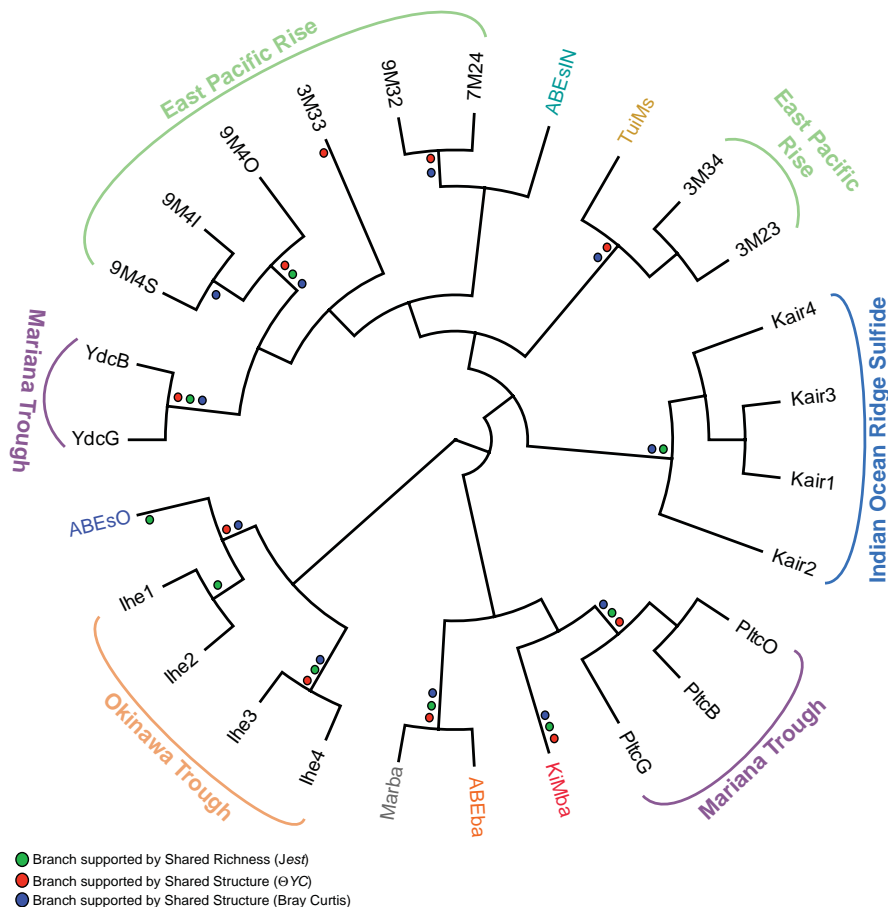 East Pacific Rise
7M24
9M32
ABEsIN
3M33
TuiMs
East Pacific
Rise
9M4O
3M34
9M4I
3M23
9M4S
Mariana Trough
YdcB
YdcG
Kair4
Kair3
Kair1
Kair2
Indian Ocean Ridge Sulfide
ABEsO
Ihe1
Ihe2
Ihe3
Ihe4
Okinawa Trough
Marba
ABEba
KiMba
PltcG
PltcB
PltcO
Mariana Trough
Branch supported by Shared Richness (Jest)
Branch supported by Shared Structure (ΘYC)
Branch supported by Shared Structure (Bray Curtis)